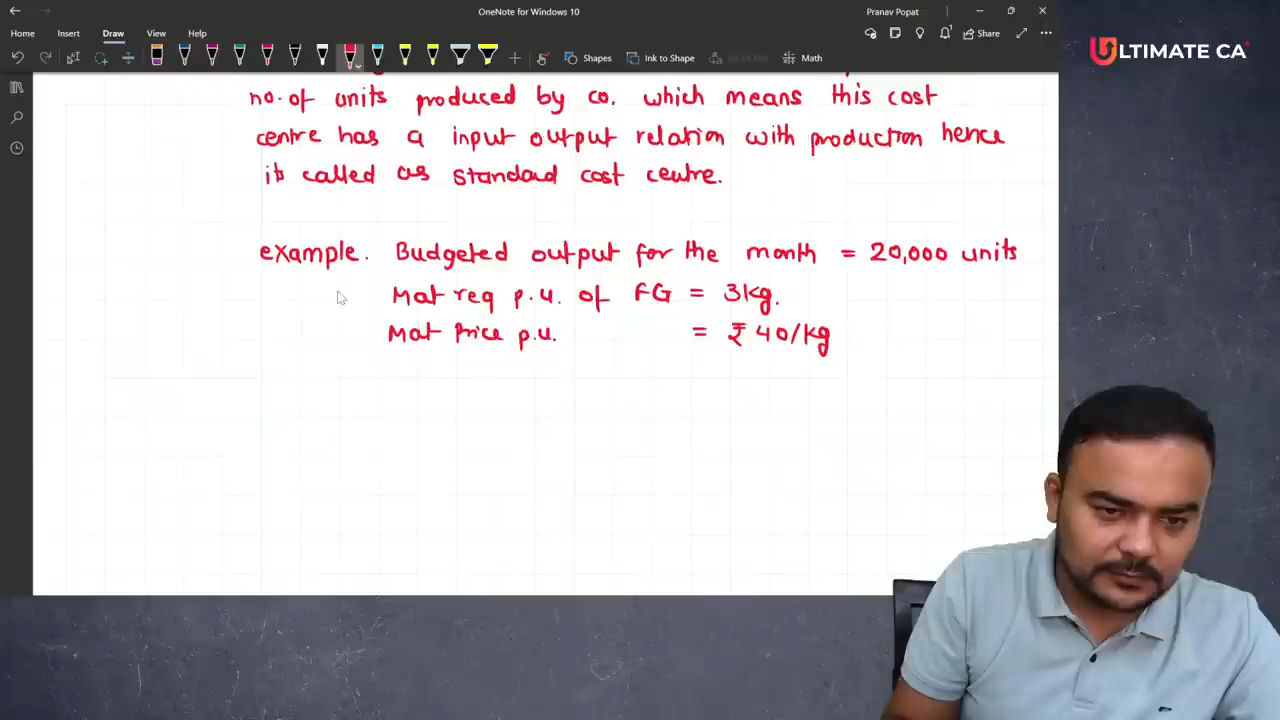 OneNote for Windows 10
Pranav Popat
Home Insert Draw View Help
Share
Shapes Ink to Shape Math
ULTIMATE CA
no. of units produced by co. which means this cost
centre has a input output relation with production hence
its called as standard cost centre.
example. Budgeted output for the month = 20,000 units
Mat req p.u. of FG = 3kg.
Mat Price p.u. = ₹ 40/kg